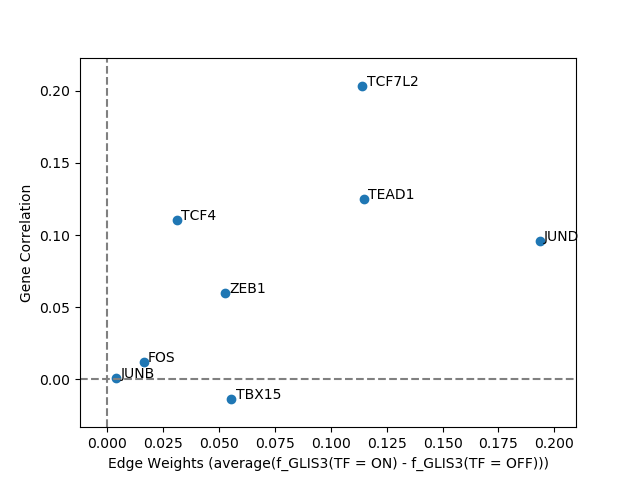 0.20
0.15
0.10
0.05
0.00
Gene Correlation
TCF7L2
TEAD1
TCF4
JUND
ZEB1
FOS
JUNB
TBX15
0.000 0.025 0.050 0.075 0.100 0.125 0.150 0.175 0.200
Edge Weights (average(f_GLIS3(TF = ON) - f_GLIS3(TF = OFF)))